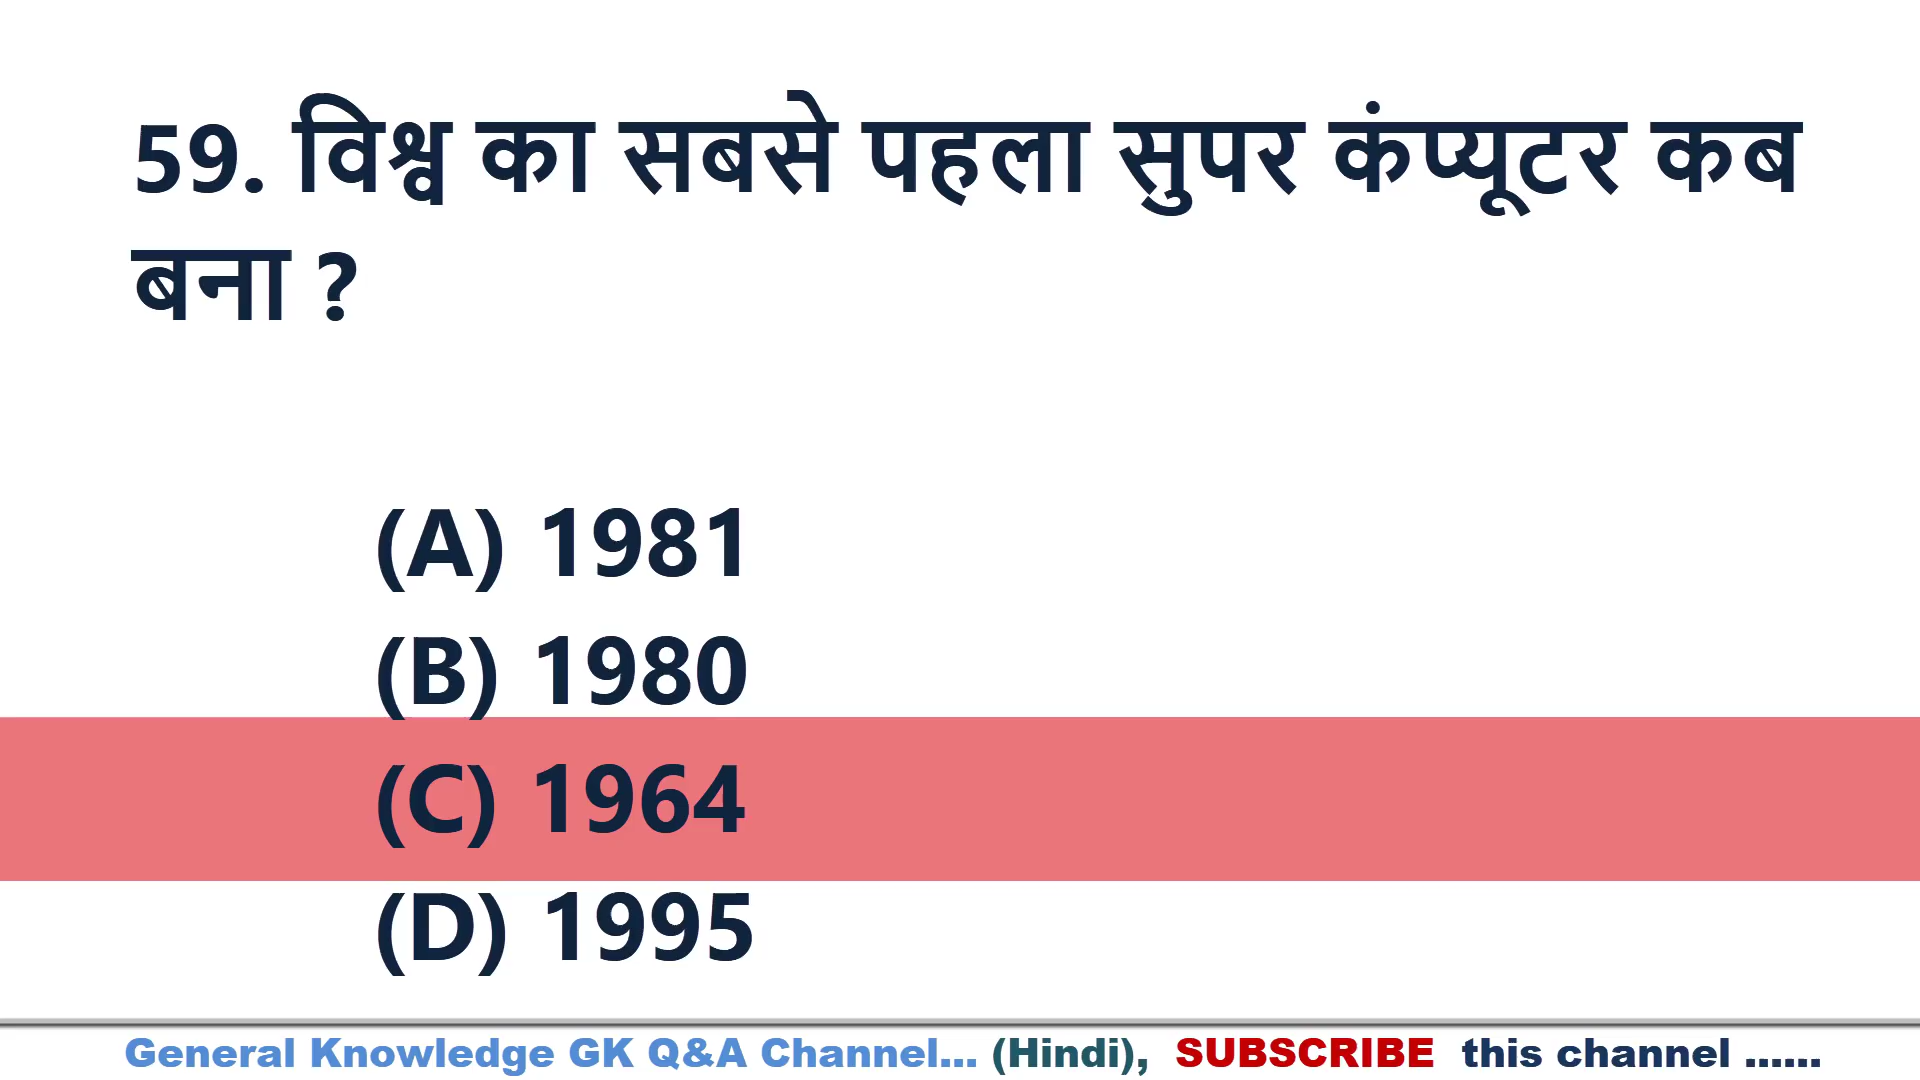 59. विश्व का सबसे पहला सुपर कंप्यूटर कब
बना ?
(A) 1981
(B) 1980
(C) 1964
(D) 1995
General Knowledge GK Q&A Channel... (Hindi), SUBSCRIBE this channel ......